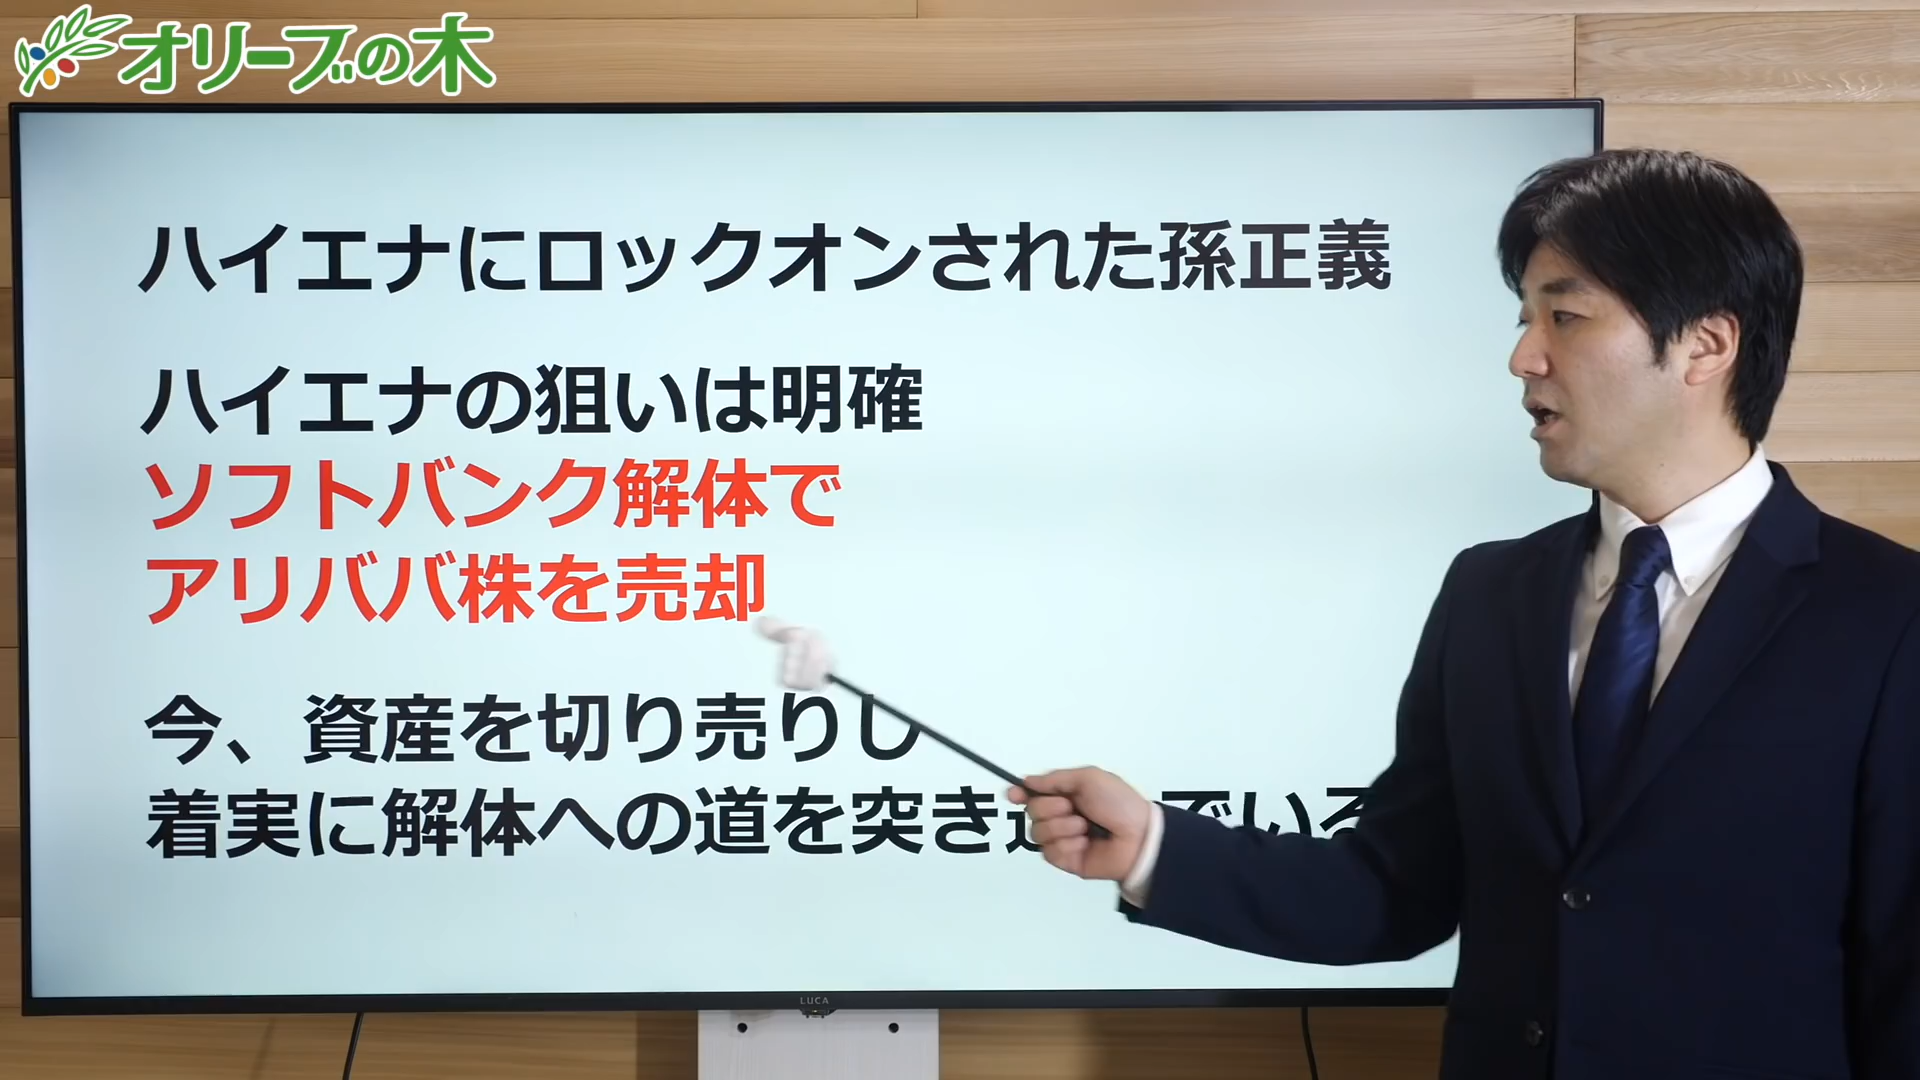 オリーブの木
ハイエナにロックオンされた孫正義
ハイエナの狙いは明確
ソフトバンク解体で
アリババ株を売却
今、資産を切り売りし
着実に解体への道を突き
LUCA